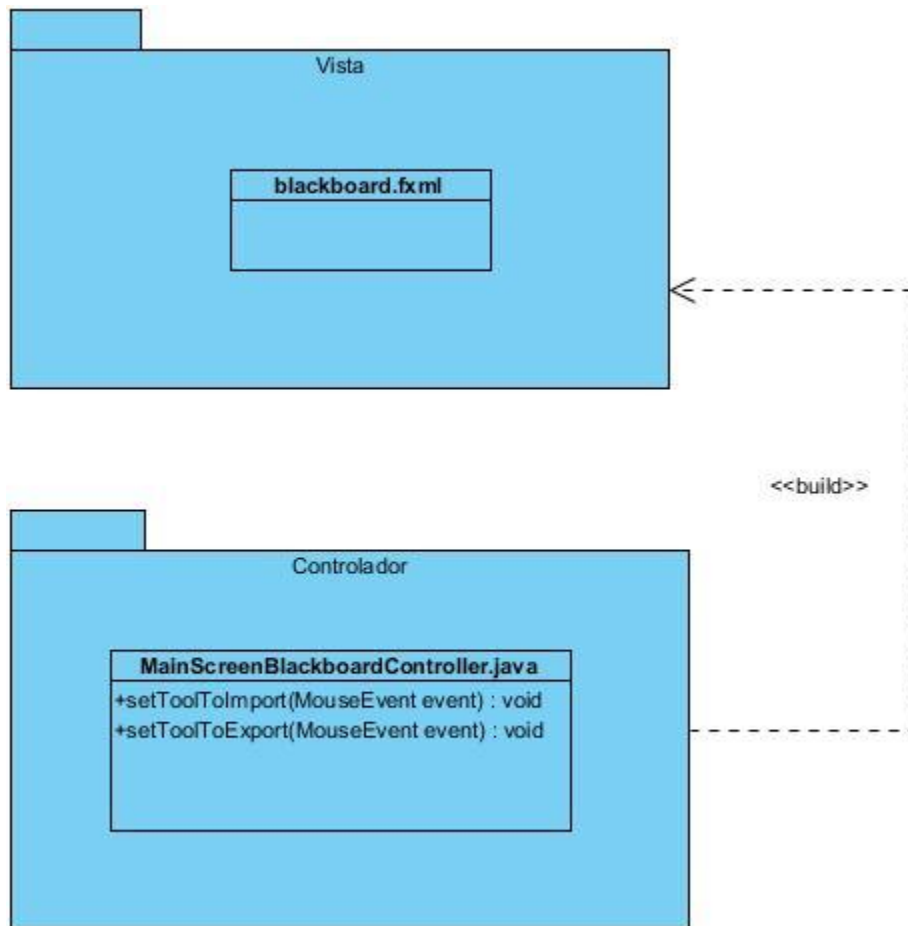 Vista
blackboard.fxml
<<build>>
Controlador
MainScreenBlackboardController.java
+setToolToImport(MouseEvent event) : void
+setToolToExport(MouseEvent event) : void